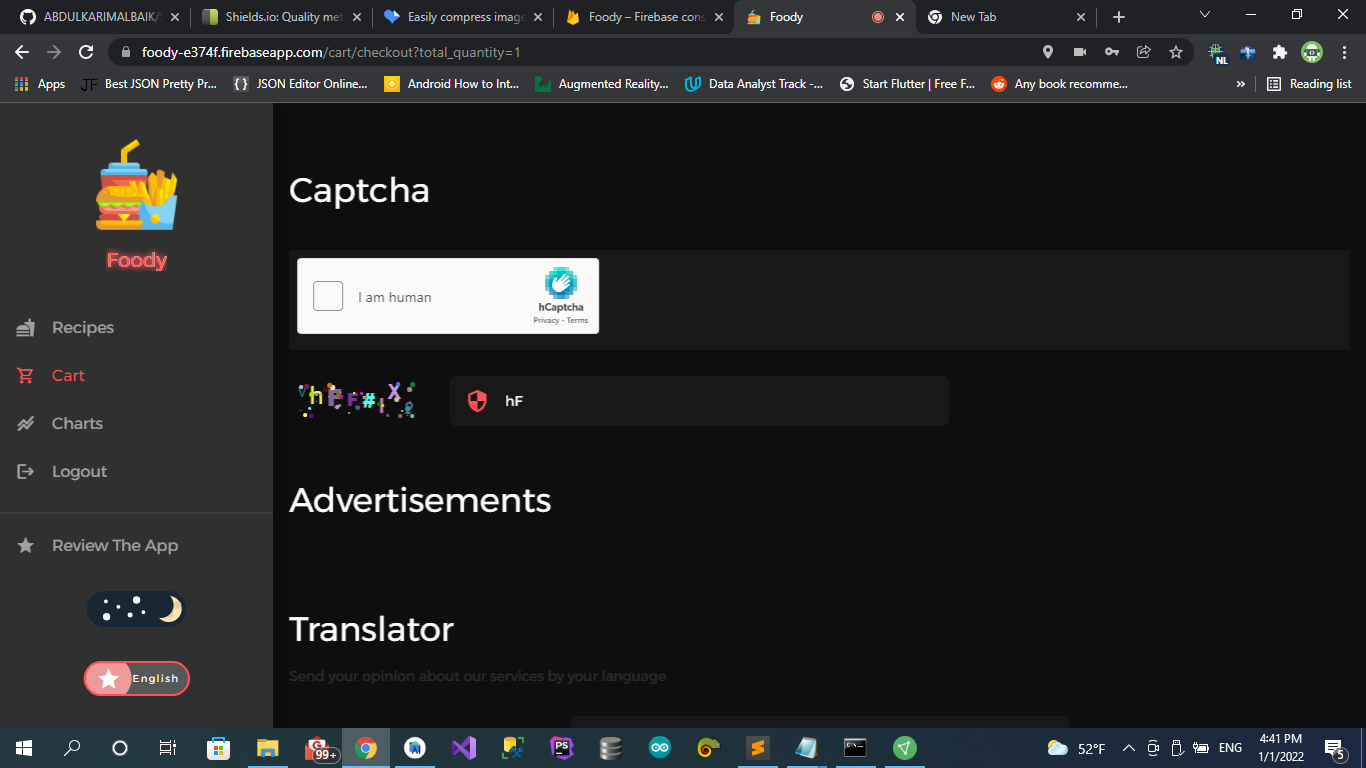 ABDULKARIMALBAIK/
Shields.io: Quality met
Easily compress image
Foody – Firebase cons
Foody
New Tab
foody-e374f.firebaseapp.com/cart/checkout?total_quantity=1
NL
Apps
JF Best JSON Pretty Pr...
{} JSON Editor Online...
Android How to Int...
Augmented Reality...
Data Analyst Track -...
Start Flutter | Free F...
Any book recomme...
»
Reading list
Foody
Recipes
Cart
Charts
Logout
Review The App
English
Captcha
I am human
hCaptcha
Privacy - Terms
hF
Advertisements
Translator
Send your opinion about our services by your language
99+
PS
52°F
ENG
4:41 PM
1/1/2022
5